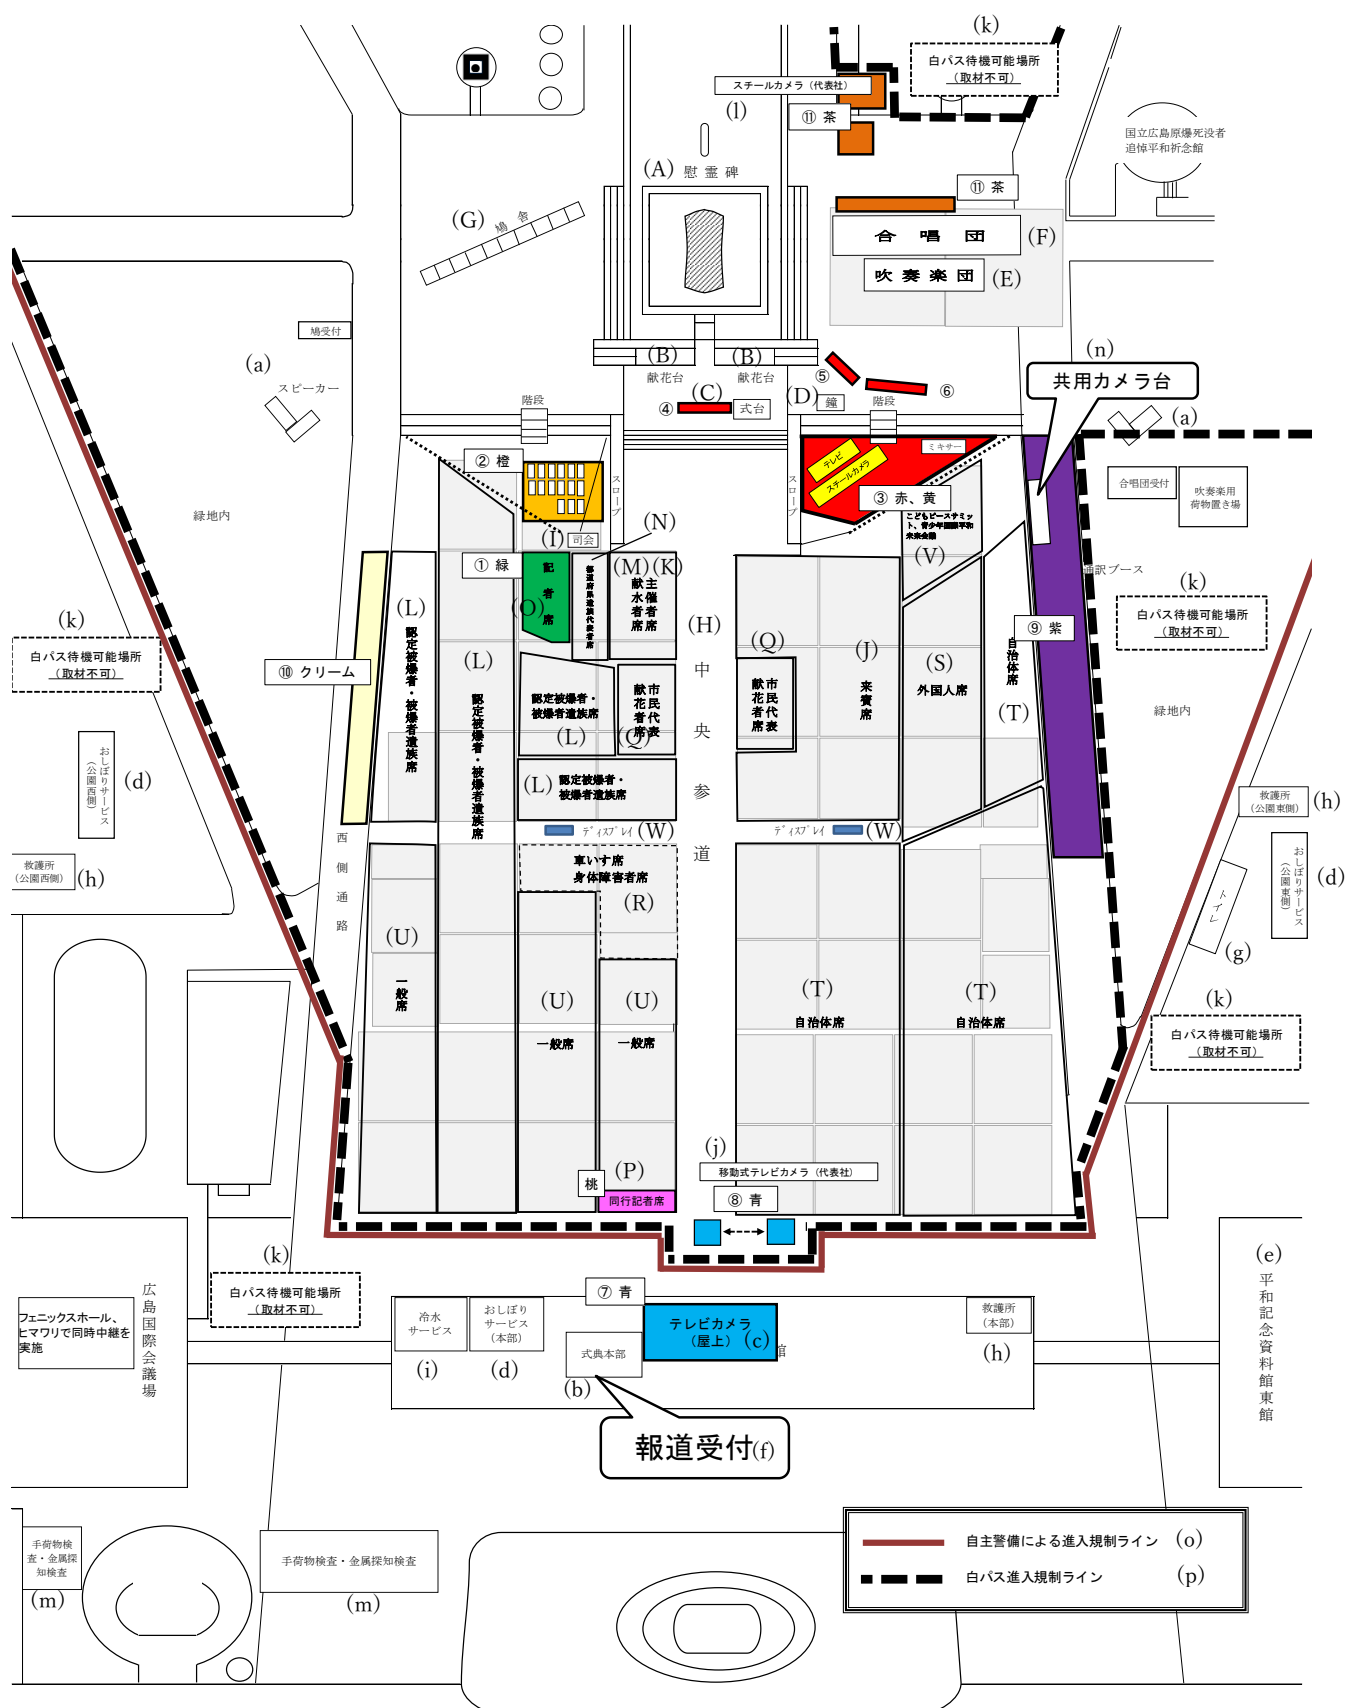 (k)
白パス待機可能場所
（取材不可）
スチールカメラ（代表社）
(l)
⑪ 茶
国立広島原爆死没者
追悼平和祈念館
(A) 慰霊碑
⑪ 茶
(G)
鳩舎
合唱団
(F)
吹奏楽団
(E)
鳩受付
(a)
スピーカー
(B)
(B)
献花台
献花台
⑤
⑥
(n)
共用カメラ台
④
(C)
式台
(D)
鐘
階段
階段
(a)
② 橙
テレビ
スチールカメラ
ミキサー
③ 赤、黄
スロープ
スロープ
合唱団受付
吹奏楽用
荷物置き場
緑地内
こどもピースサミッ
ト、青少年国際平和
未来会議
(V)
(I)
司会
(N)
① 緑
記者席
(O)
都道府県遺族代表者席
(M)
献水者席
(K)
主催者席
通訳ブース
(k)
白パス待機可能場所
（取材不可）
(k)
白パス待機可能場所
（取材不可）
(L)
認定被爆者・被爆者遺族席
(L)
認定被爆者・被爆者遺族席
(H)
中央参道
(Q)
市民代表
献花者席
(J)
来賓席
(S)
外国人席
自治体席
(T)
⑨ 紫
⑩ クリーム
認定被爆者・
被爆者遺族席
(L)
市民代表
献花者席
(Q)
緑地内
おしぼりサービス
（公園西側）
(d)
(L)
認定被爆者・
被爆者遺族席
救護所
（公園東側）
(h)
ディスプレイ
(W)
ディスプレイ
(W)
西側通路
救護所
（公園西側）
(h)
車いす席
身体障害者席
(R)
おしぼりサービス
（公園東側）
(d)
トイレ
(g)
(U)
一般席
(U)
一般席
(U)
一般席
(T)
自治体席
(T)
自治体席
(k)
白パス待機可能場所
（取材不可）
(j)
移動式テレビカメラ（代表社）
⑧ 青
桃
(P)
同行記者席
(k)
白パス待機可能場所
（取材不可）
(e)
平和記念資料館東館
広島国際会議場
フェニックスホール、
ヒマワリで同時中継を
実施
⑦ 青
冷水
サービス
(i)
おしぼり
サービス
（本部）
(d)
式典本部
(b)
テレビカメラ
（屋上）
(c)
館
救護所
（本部）
(h)
報道受付(f)
手荷物検
査・金属探
知検査
(m)
手荷物検査・金属探知検査
(m)
自主警備による進入規制ライン (o)
白パス進入規制ライン (p)